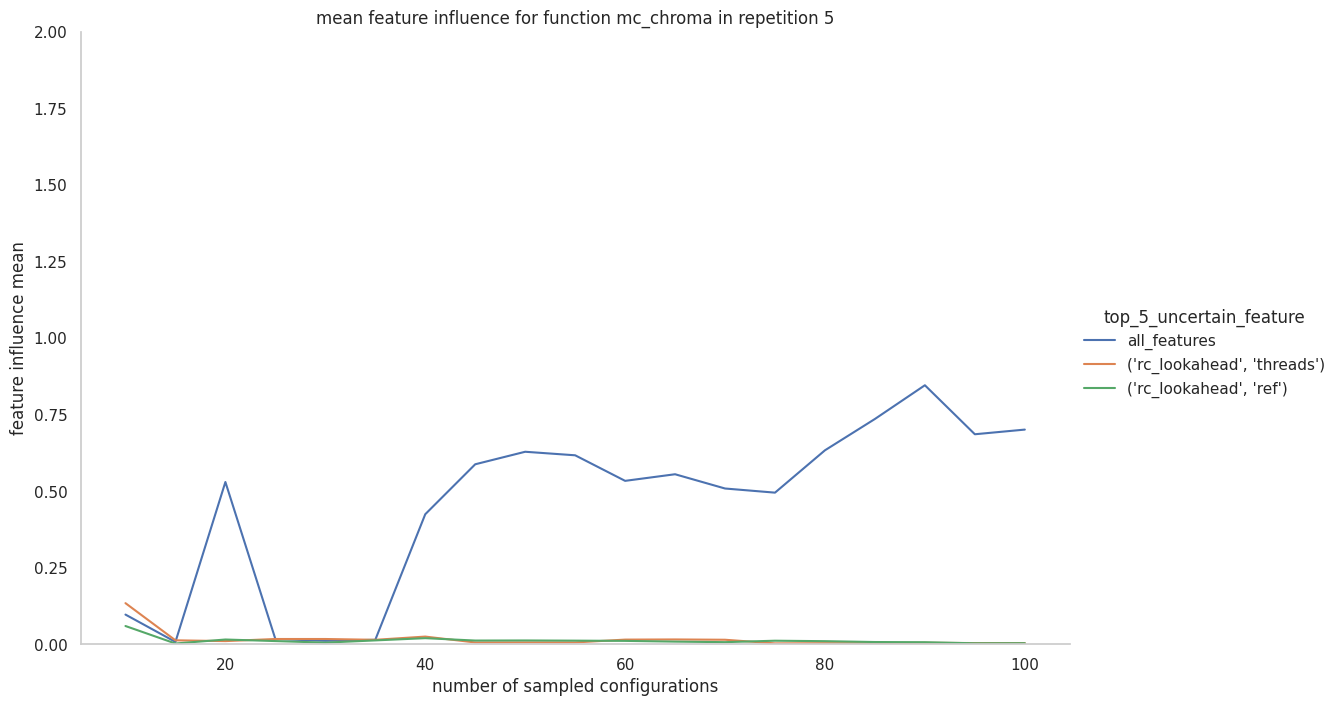 mean feature influence for function mc_chroma in repetition 5
2.00
1.75
1.50
1.25
1.00
0.75
0.50
0.25
0.00
feature influence mean
20 40 60 80 100
number of sampled configurations
top_5_uncertain_feature
all_features
('rc_lookahead', 'threads')
('rc_lookahead', 'ref')